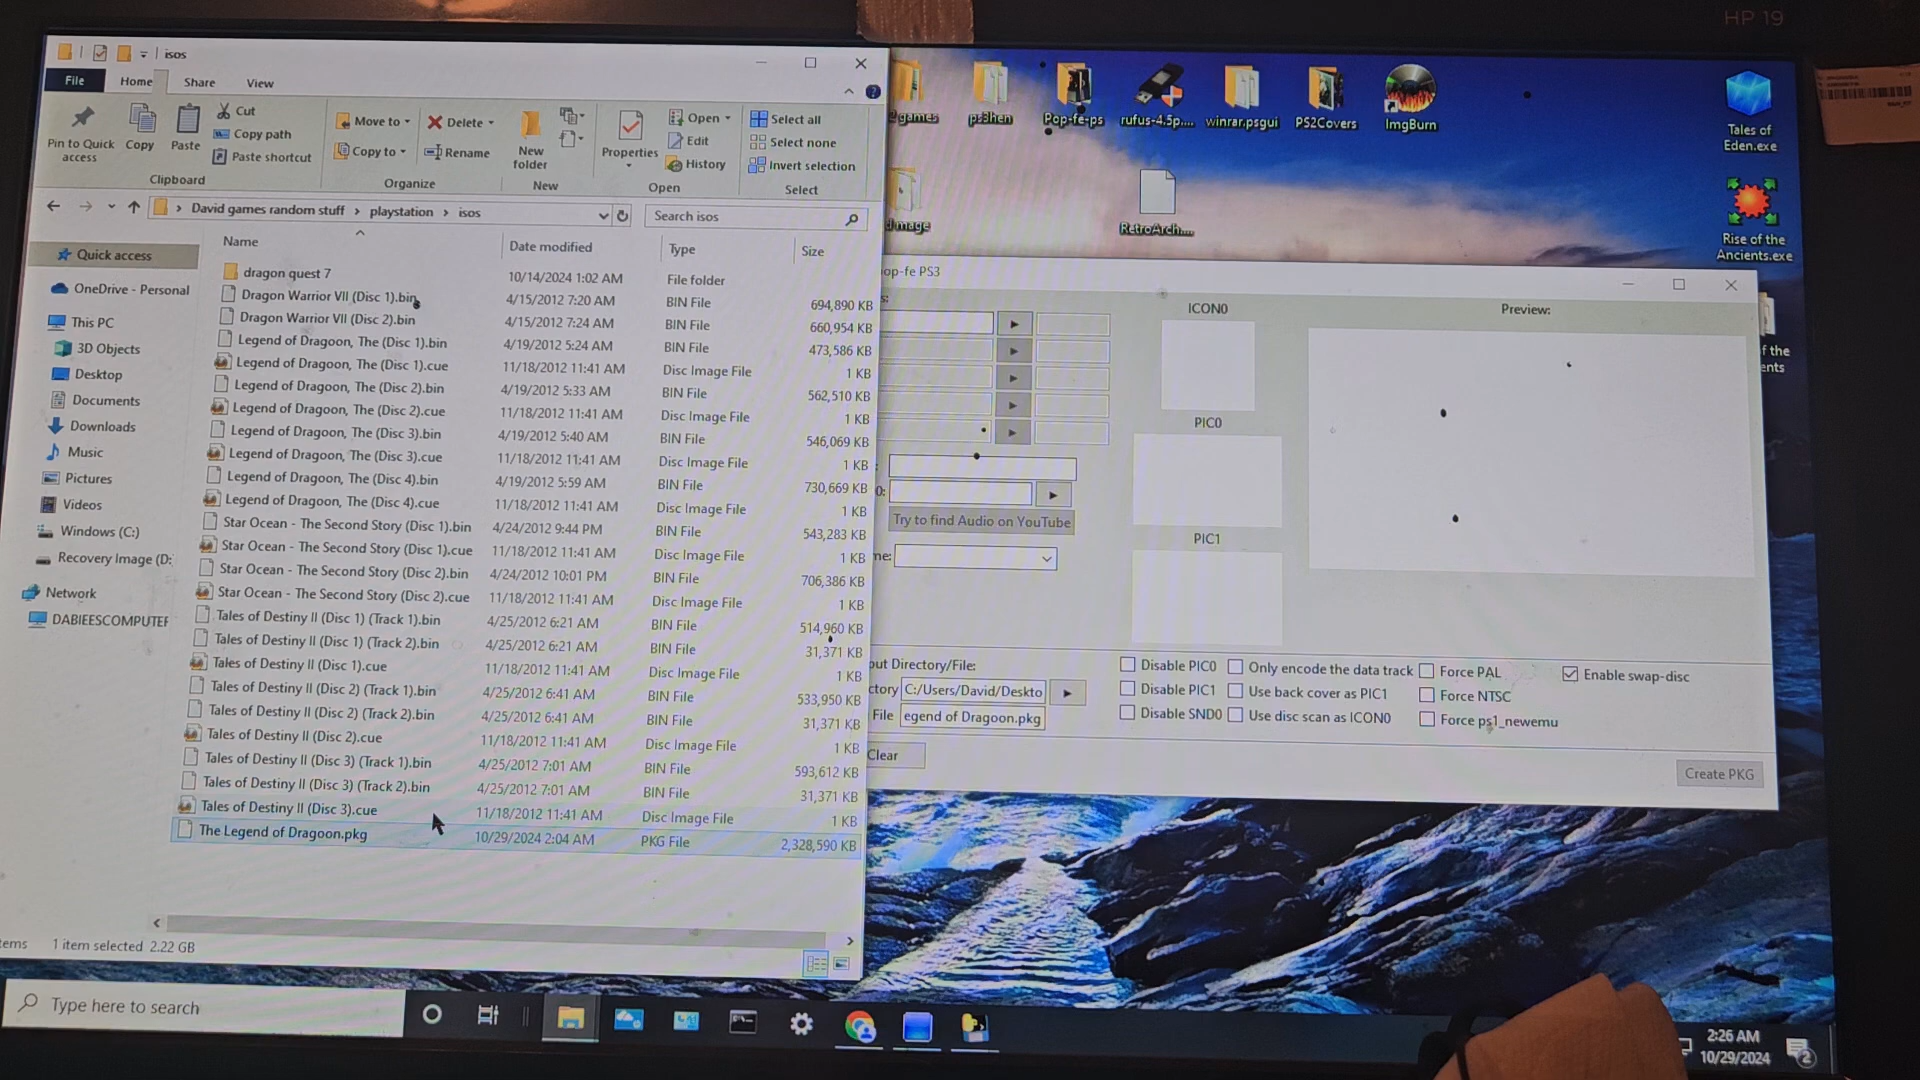 HP 19
isos
File Home Share View
Pin to Quick access
Copy
Paste
Cut
Copy path
Paste shortcut
Clipboard
Move to
Copy to
Delete
Rename
Organize
New folder
New
Properties
Open
Edit
History
Open
Select all
Select none
Invert selection
Select
David games random stuff › playstation › isos
Search isos
Name Date modified Type Size
Quick access
OneDrive - Personal
This PC
3D Objects
Desktop
Documents
Downloads
Music
Pictures
Videos
Windows (C:)
Recovery Image (D:
Network
DABIEESCOMPUTER
dragon quest 7 10/14/2024 1:02 AM File folder
Dragon Warrior VII (Disc 1).bin 4/15/2012 7:20 AM BIN File 694,890 KB
Dragon Warrior VII (Disc 2).bin 4/15/2012 7:24 AM BIN File 660,954 KB
Legend of Dragoon, The (Disc 1).bin 4/19/2012 5:24 AM BIN File 473,586 KB
Legend of Dragoon, The (Disc 1).cue 11/18/2012 11:41 AM Disc Image File 1 KB
Legend of Dragoon, The (Disc 2).bin 4/19/2012 5:33 AM BIN File 562,510 KB
Legend of Dragoon, The (Disc 2).cue 11/18/2012 11:41 AM Disc Image File 1 KB
Legend of Dragoon, The (Disc 3).bin 4/19/2012 5:40 AM BIN File 546,069 KB
Legend of Dragoon, The (Disc 3).cue 11/18/2012 11:41 AM Disc Image File 1 KB
Legend of Dragoon, The (Disc 4).bin 4/19/2012 5:59 AM BIN File 730,669 KB
Legend of Dragoon, The (Disc 4).cue 11/18/2012 11:41 AM Disc Image File 1 KB
Star Ocean - The Second Story (Disc 1).bin 4/24/2012 9:44 PM BIN File 543,283 KB
Star Ocean - The Second Story (Disc 1).cue 11/18/2012 11:41 AM Disc Image File 1 KB
Star Ocean - The Second Story (Disc 2).bin 4/24/2012 10:01 PM BIN File 706,386 KB
Star Ocean - The Second Story (Disc 2).cue 11/18/2012 11:41 AM Disc Image File 1 KB
Tales of Destiny II (Disc 1) (Track 1).bin 4/25/2012 6:21 AM BIN File 514,960 KB
Tales of Destiny II (Disc 1) (Track 2).bin 4/25/2012 6:21 AM BIN File 31,371 KB
Tales of Destiny II (Disc 1).cue 11/18/2012 11:41 AM Disc Image File 1 KB
Tales of Destiny II (Disc 2) (Track 1).bin 4/25/2012 6:41 AM BIN File 533,950 KB
Tales of Destiny II (Disc 2) (Track 2).bin 4/25/2012 6:41 AM BIN File 31,371 KB
Tales of Destiny II (Disc 2).cue 11/18/2012 11:41 AM Disc Image File 1 KB
Tales of Destiny II (Disc 3) (Track 1).bin 4/25/2012 7:01 AM BIN File 593,612 KB
Tales of Destiny II (Disc 3) (Track 2).bin 4/25/2012 7:01 AM BIN File 31,371 KB
Tales of Destiny II (Disc 3).cue 11/18/2012 11:41 AM Disc Image File 1 KB
The Legend of Dragoon.pkg 10/29/2024 2:04 AM PKG File 2,328,590 KB
tems 1 item selected 2.22 GB
games
ps3hen
Pop-fe-ps
rufus-4.5p....
winrar.psgui
PS2Covers
ImgBurn
Tales of Eden.exe
image
RetroArch....
Rise of the Ancients.exe
f the
ents
op-fe PS3
s:
ICON0
Preview:
PIC0
0:
Try to find Audio on YouTube
PIC1
me:
out Directory/File:
ctory C:/Users/David/Deskto
File egend of Dragoon.pkg
Disable PIC0 Only encode the data track Force PAL Enable swap-disc
Disable PIC1 Use back cover as PIC1 Force NTSC
Disable SND0 Use disc scan as ICON0 Force ps1_newemu
Clear
Create PKG
Type here to search
2:26 AM
10/29/2024
2